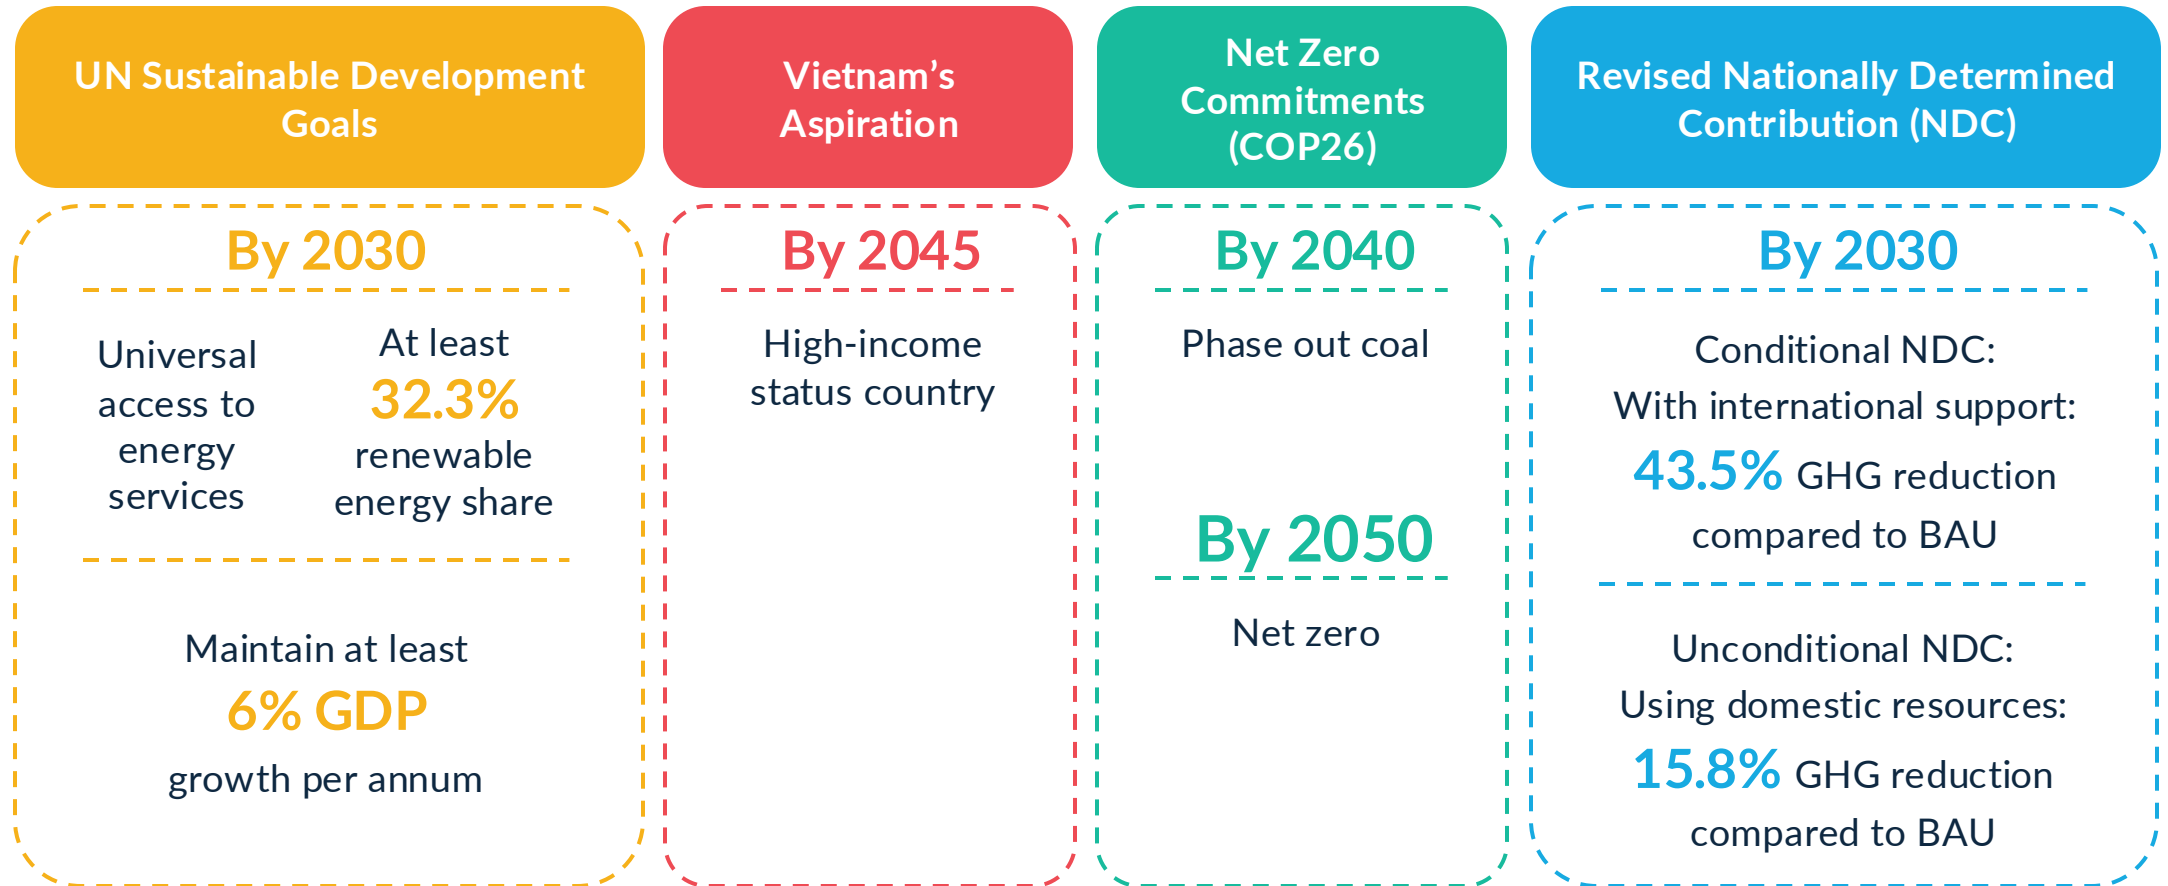 UN Sustainable Development
Goals
By 2030
Universal
access to
energy
services
At least
32.3%
renewable
energy share
Maintain at least
6% GDP
growth per annum
Vietnam’s
Aspiration
By 2045
High-income
status country
Net Zero
Commitments
(COP26)
By 2040
Phase out coal
By 2050
Net zero
Revised Nationally Determined
Contribution (NDC)
By 2030
Conditional NDC:
With international support:
43.5% GHG reduction
compared to BAU
Unconditional NDC:
Using domestic resources:
15.8% GHG reduction
compared to BAU